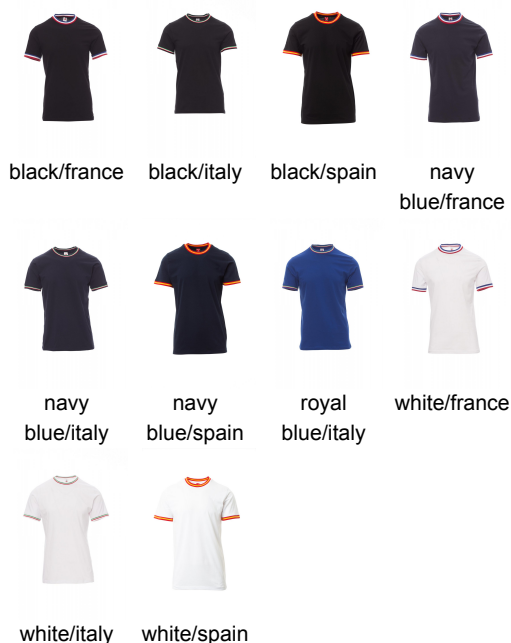 black/france
black/italy
black/spain
navy
blue/france
navy
blue/italy
navy
blue/spain
royal
blue/italy
white/france
white/italy
white/spain